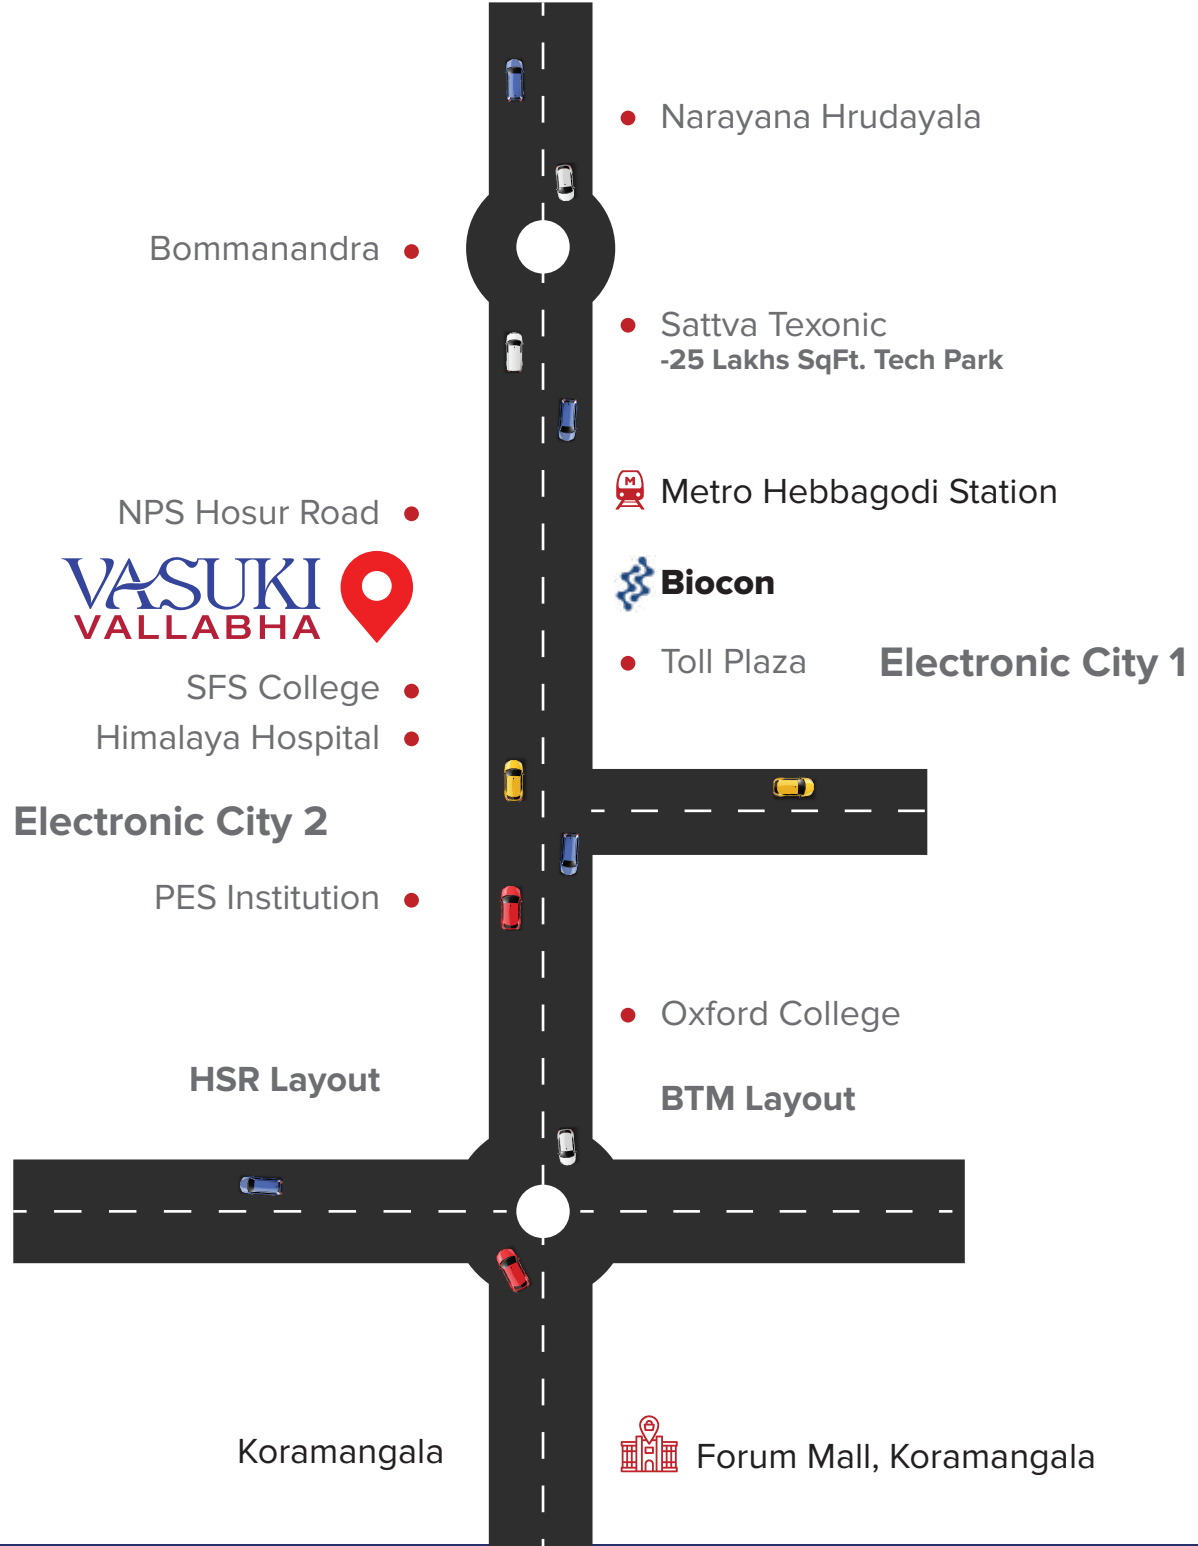 Narayana Hrudayala
Bommanandra
Sattva Texonic
-25 Lakhs SqFt. Tech Park
M
Metro Hebbagodi Station
NPS Hosur Road
VASUKI
VALLABHA
Biocon
Toll Plaza
Electronic City 1
SFS College
Himalaya Hospital
Electronic City 2
PES Institution
Oxford College
HSR Layout
BTM Layout
Koramangala
Forum Mall, Koramangala